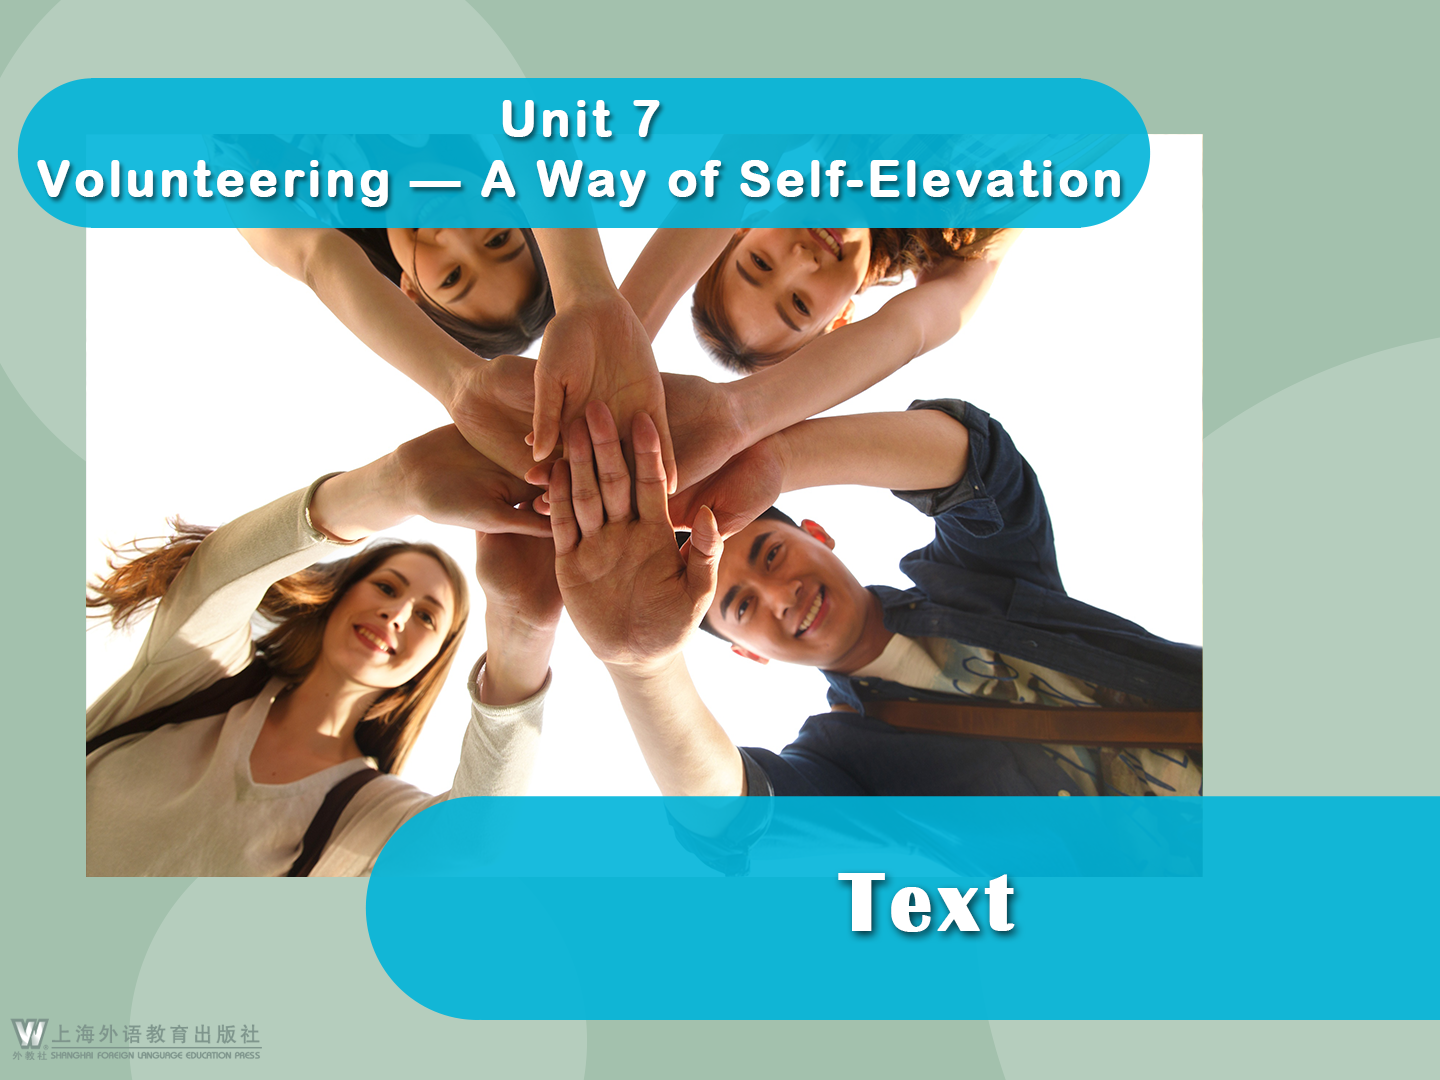 Unit 7
Volunteering — A Way of Self-Elevation
Text
W
上海外语教育出版社
外教社 SHANGHAI FOREIGN LANGUAGE EDUCATION PRESS